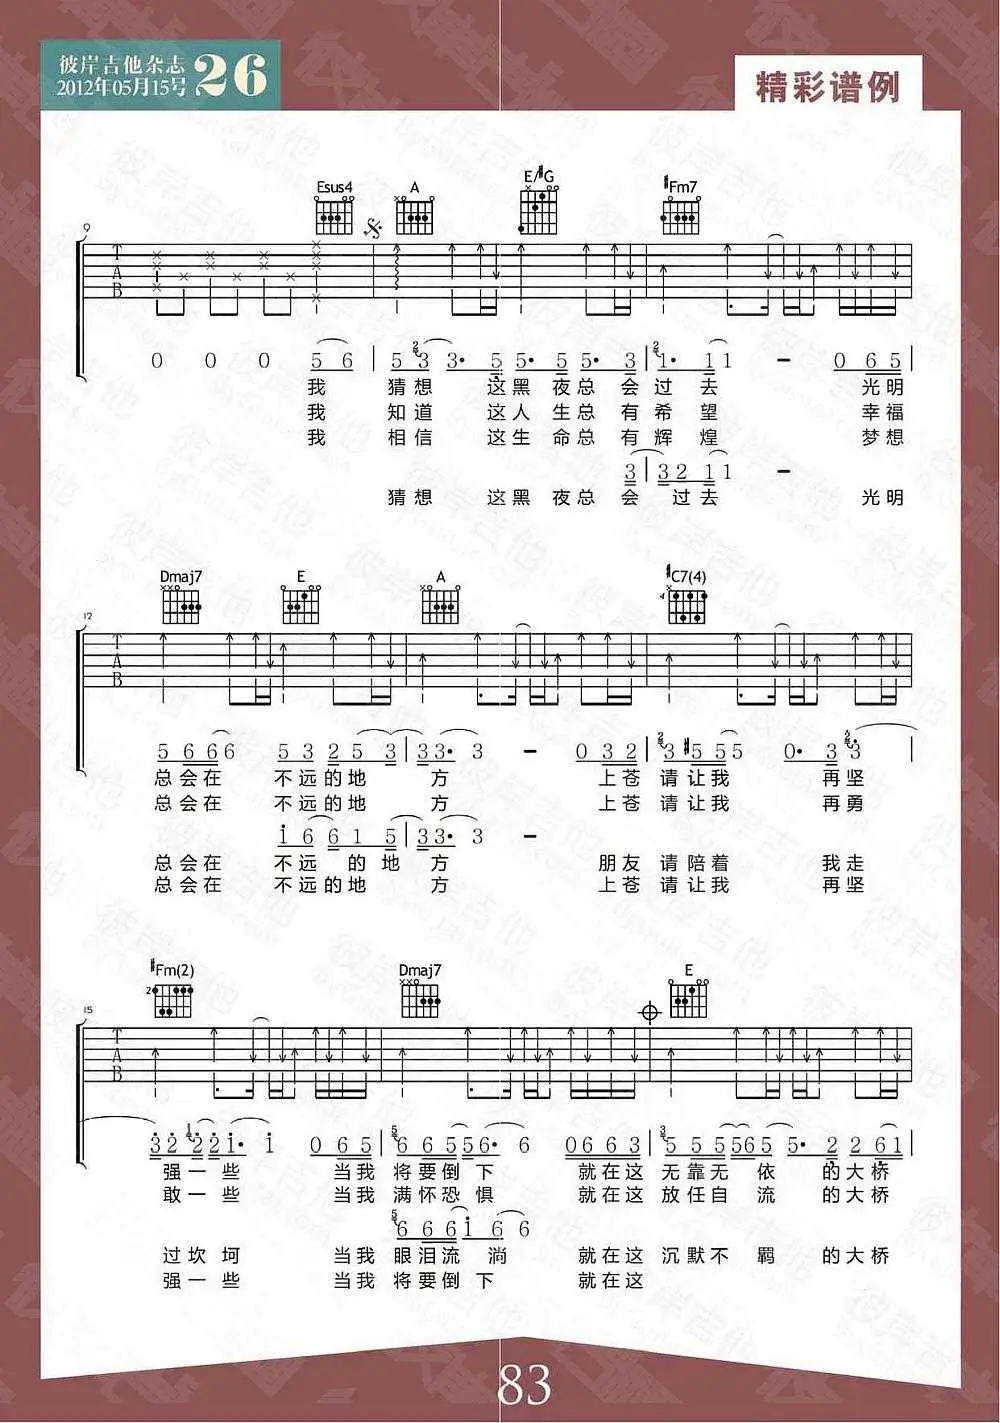 彼岸吉他杂志
2012年05月15号
26
精彩谱例
Esus4 A E/#G #Fm7
9
T
A
B
0 0 0 5 6 | 5 3 3· 5 5· 5 5· 3 | 1· 1 1 - 0 6 5 |
我 猜想 这黑夜总会过去 光明
我 知道 这人生总有希望 幸福
我 相信 这生命总有辉煌 梦想
3 | 3 2 1 1 -
猜想 这黑夜总会过去 光明
Dmaj7 E A #C7(4)
12
T
A
B
5 6 6 6 5 3 2 5 3 | 3 3· 3 - 0 3 2 | 3 #5 5 5 0· 3 3· |
总会在 不远的地方 上苍请让我 再坚
总会在 不远的地方 上苍请让我 再勇
1 6 6 1 5 | 3 3· 3 -
总会在 不远的地方 朋友请陪着 我走
总会在 不远的地方 上苍请让我 再坚
#Fm(2) Dmaj7 E
15
T
A
B
3 2 2 2 1· 1 0 6 5 | 6 6 5 5 6· 6 0 6 6 3 | 5 5 5 5 6 5 5· 2 2 6 1 |
强一些 当我将要倒下 就在这无靠无依 的大桥
敢一些 当我满怀恐惧 就在这放任自流 的大桥
6 6 6 1 6 6
过坎坷 当我眼泪流淌 就在这沉默不羁 的大桥
强一些 当我将要倒下 就在这
83